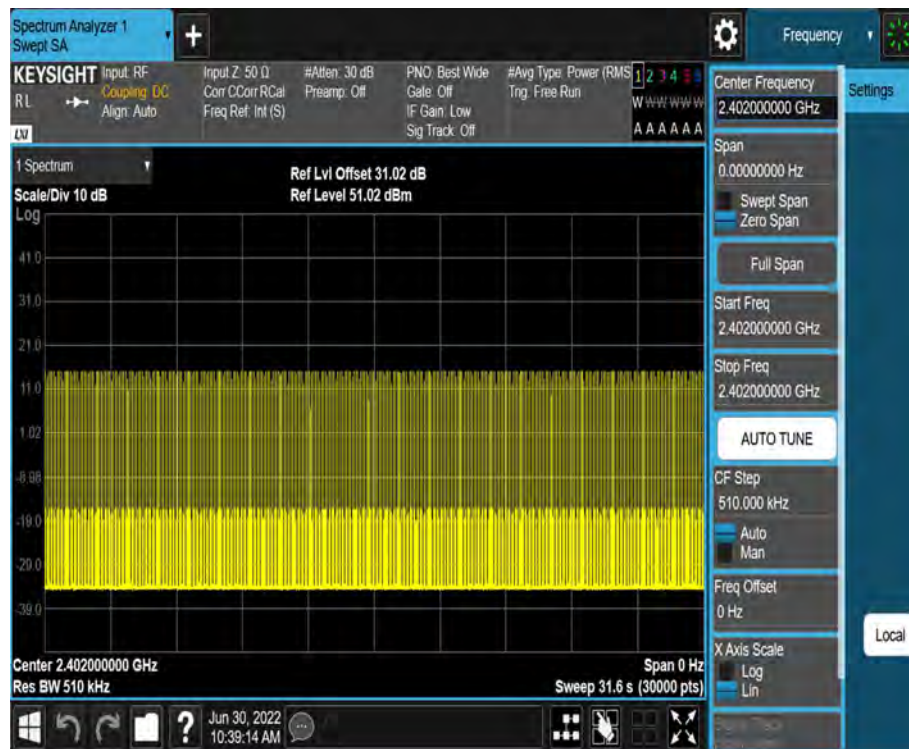 Spectrum Analyzer 1
Swept SA
+
Frequency
KEYSIGHT
RL
LXI
Input: RF
Coupling: DC
Align: Auto
Input Z: 50 Ω
Corr CCorr RCal
Freq Ref: Int (S)
#Atten: 30 dB
Preamp: Off
PNO: Best Wide
Gate: Off
IF Gain: Low
Sig Track: Off
#Avg Type: Power (RMS
Trig: Free Run
1 2 3 4 5 6
W W W W W W
A A A A A A
1 Spectrum
Scale/Div 10 dB
Log
Ref Lvl Offset 31.02 dB
Ref Level 51.02 dBm
41.0
31.0
21.0
11.0
1.02
-8.98
-19.0
-29.0
-39.0
Center 2.402000000 GHz
Res BW 510 kHz
Span 0 Hz
Sweep 31.6 s (30000 pts)
Center Frequency
2.402000000 GHz
Span
0.00000000 Hz
Swept Span
Zero Span
Full Span
Start Freq
2.402000000 GHz
Stop Freq
2.402000000 GHz
AUTO TUNE
CF Step
510.000 kHz
Auto
Man
Freq Offset
0 Hz
X Axis Scale
Log
Lin
Settings
Local
?
Jun 30, 2022
10:39:14 AM